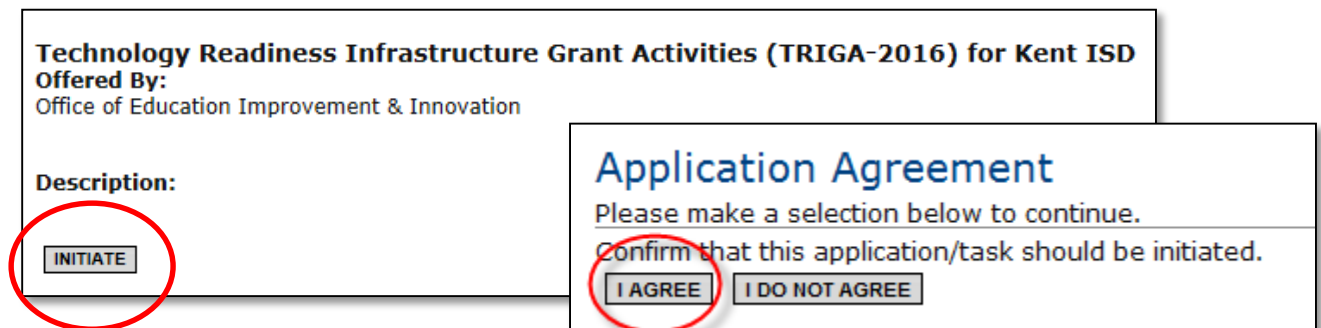 Technology Readiness Infrastructure Grant Activities (TRIGA-2016) for Kent ISD
Offered By:
Office of Education Improvement & Innovation
Description:
INITIATE
Application Agreement
Please make a selection below to continue.
Confirm that this application/task should be initiated.
I AGREE I DO NOT AGREE